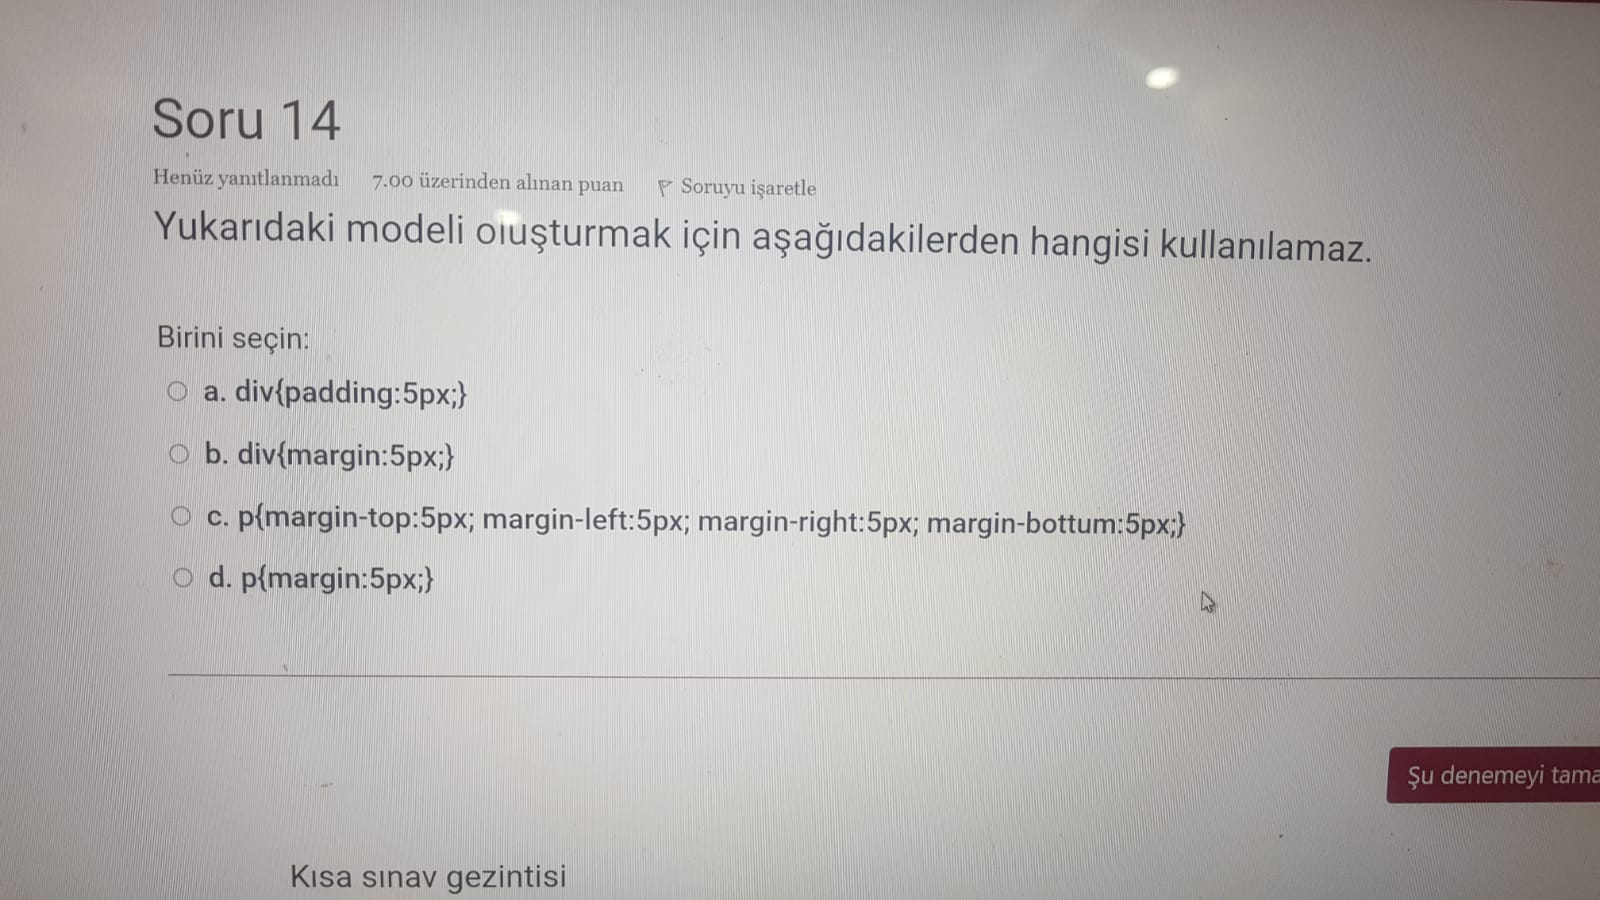 Soru 14
Henüz yanıtlanmadı 7.00 üzerinden alınan puan Soruyu işaretle
Yukarıdaki modeli oluşturmak için aşağıdakilerden hangisi kullanılamaz.
Birini seçin:
a. div{padding:5px;}
b. div{margin:5px;}
c. p{margin-top:5px; margin-left:5px; margin-right:5px; margin-bottum:5px;}
d. p{margin:5px;}
Şu denemeyi tama
Kısa sınav gezintisi